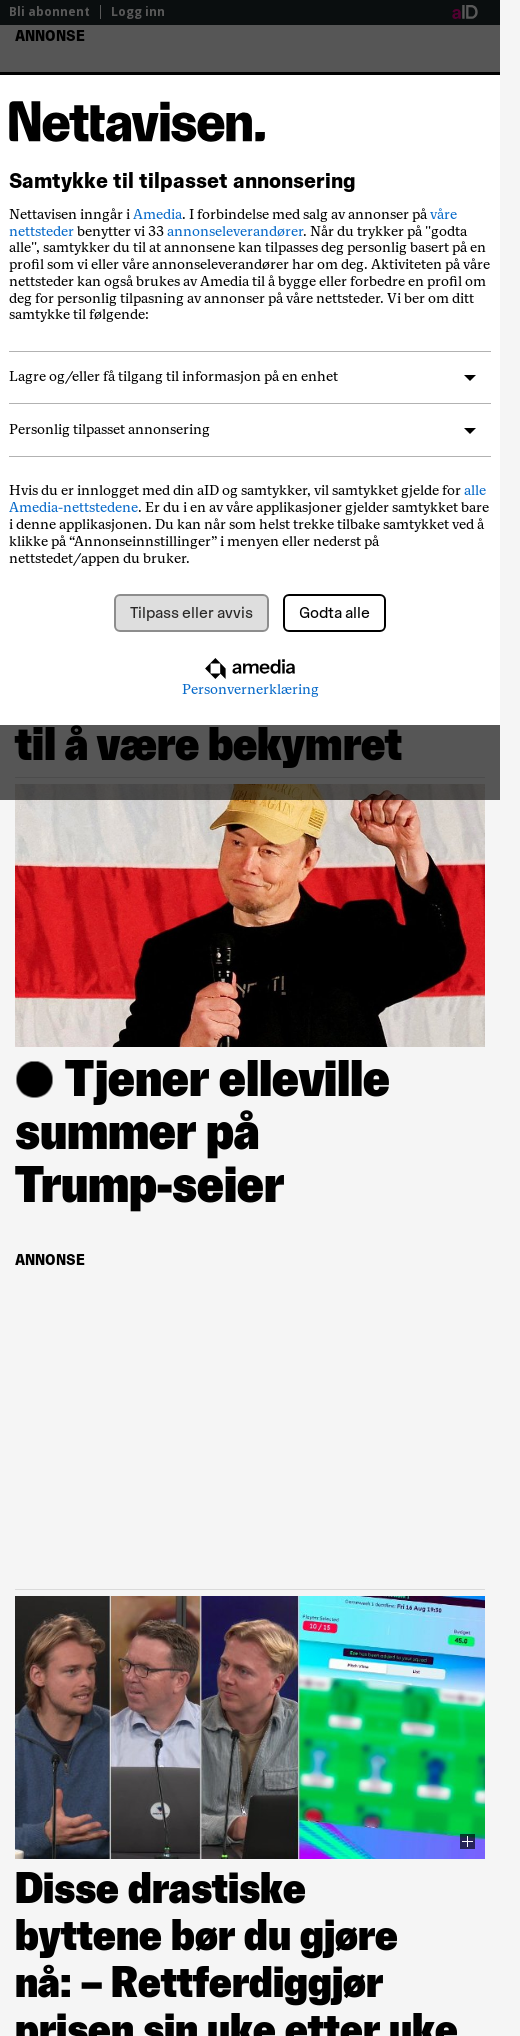 Bli abonnent | Logg inn
aID
ANNONSE
Nettavisen.
Samtykke til tilpasset annonsering
Nettavisen inngår i Amedia. I forbindelse med salg av annonser på våre
nettsteder benytter vi 33 annonseleverandører. Når du trykker på "godta
alle", samtykker du til at annonsene kan tilpasses deg personlig basert på en
profil som vi eller våre annonseleverandører har om deg. Aktiviteten på våre
nettsteder kan også brukes av Amedia til å bygge eller forbedre en profil om
deg for personlig tilpasning av annonser på våre nettsteder. Vi ber om ditt
samtykke til følgende:
Lagre og/eller få tilgang til informasjon på en enhet
Personlig tilpasset annonsering
Hvis du er innlogget med din aID og samtykker, vil samtykket gjelde for alle
Amedia-nettstedene. Er du i en av våre applikasjoner gjelder samtykket bare
i denne applikasjonen. Du kan når som helst trekke tilbake samtykket ved å
klikke på “Annonseinnstillinger” i menyen eller nederst på
nettstedet/appen du bruker.
Tilpass eller avvis
Godta alle
amedia
Personvernerklæring
til å være bekymret
AGAIN
Tjener elleville
summer på
Trump-seier
ANNONSE
Gameweek 1 deadline: Fri 16 Aug 19:30
Players Selected
10 / 15
Budget
45.0
Pitch View
List
Disse drastiske
byttene bør du gjøre
nå: – Rettferdiggjør
prisen sin uke etter uke